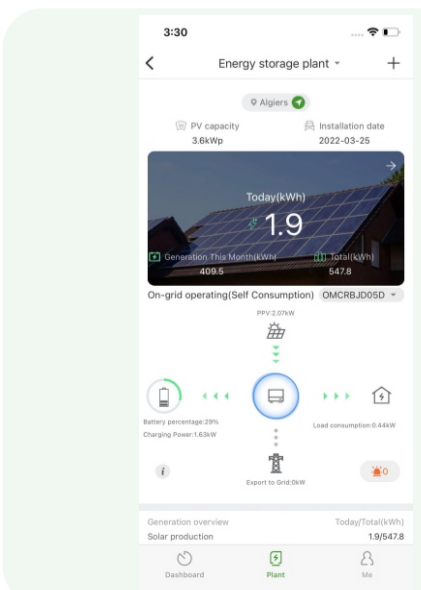 3:30
Energy storage plant
Algiers
PV capacity
3.6kWp
Installation date
2022-03-25
Today(kWh)
1.9
Generation This Month(kWh)
409.5
Total(kWh)
547.8
On-grid operating(Self Consumption) OMCRBJD05D
PPV:2.07kW
Battery percentage:29%
Charging Power:1.63kW
Load consumption:0.44kW
i
Export to Grid:0kW
0
Generation overview Today/Total(kWh)
Solar production 1.9/547.8
Dashboard Plant Me